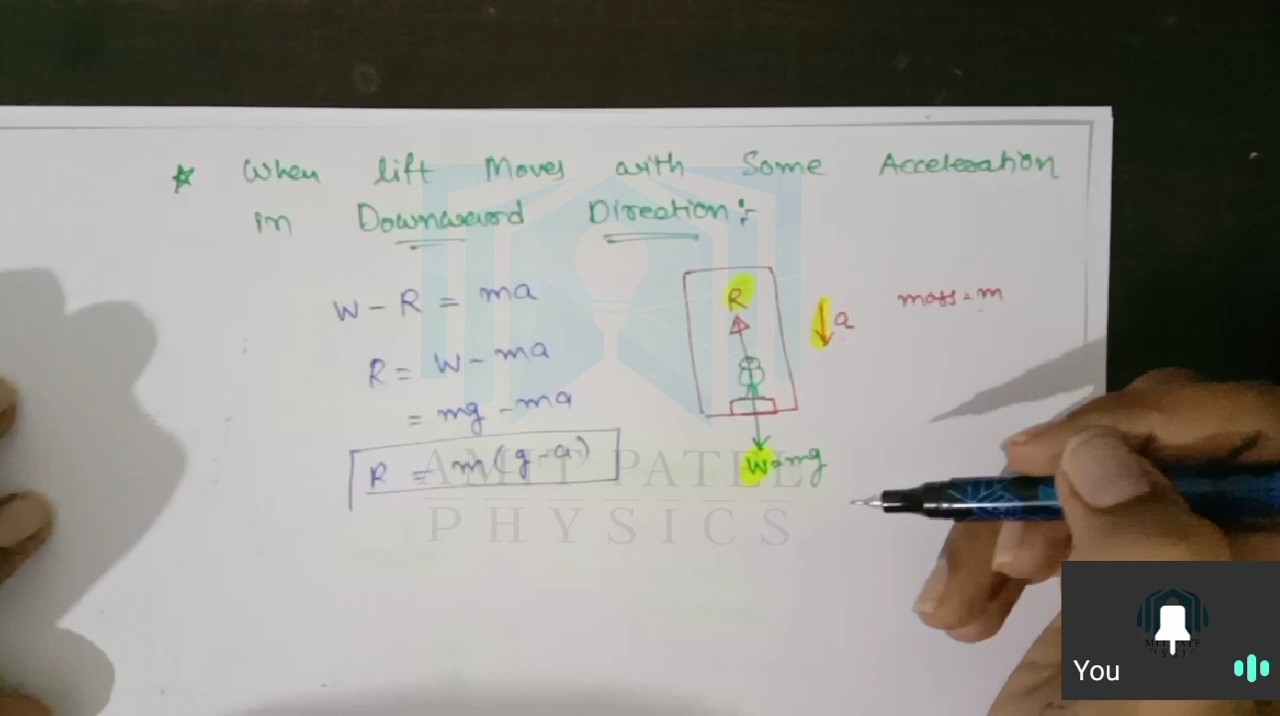 * When lift Moves with Some Acceleration
in Downward Direction :-
W - R = ma
R = W - ma
= mg - ma
R = m(g-a)
R
a
mass = m
W=mg
AMIT PATEL
PHYSICS
You